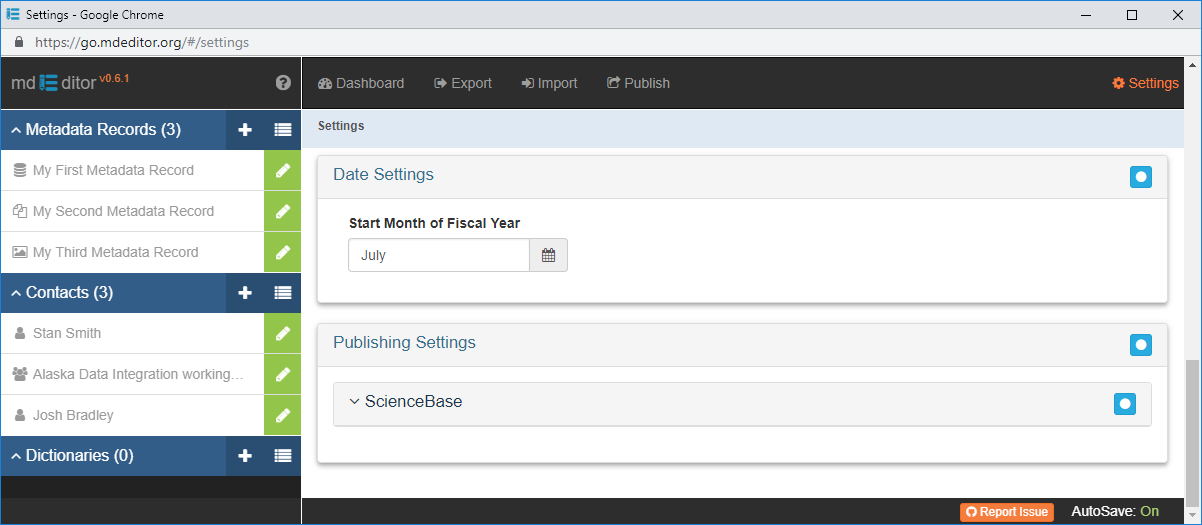 Settings - Google Chrome
https://go.mdeditor.org/#/settings
md ditor v0.6.1
Dashboard Export Import Publish Settings
Metadata Records (3)
My First Metadata Record
My Second Metadata Record
My Third Metadata Record
Contacts (3)
Stan Smith
Alaska Data Integration working...
Josh Bradley
Dictionaries (0)
Settings
Date Settings
Start Month of Fiscal Year
July
Publishing Settings
ScienceBase
Report Issue AutoSave: On